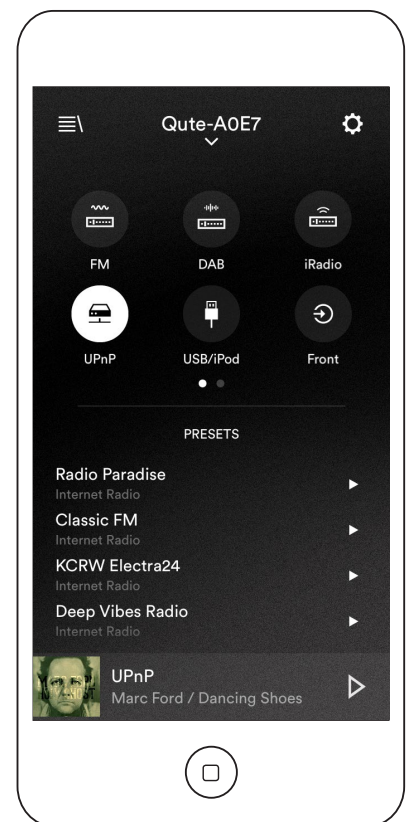 Qute-A0E7
FM DAB iRadio
UPnP USB/iPod Front
PRESETS
Radio Paradise
Internet Radio
Classic FM
Internet Radio
KCRW Electra24
Internet Radio
Deep Vibes Radio
Internet Radio
UPnP
Marc Ford / Dancing Shoes